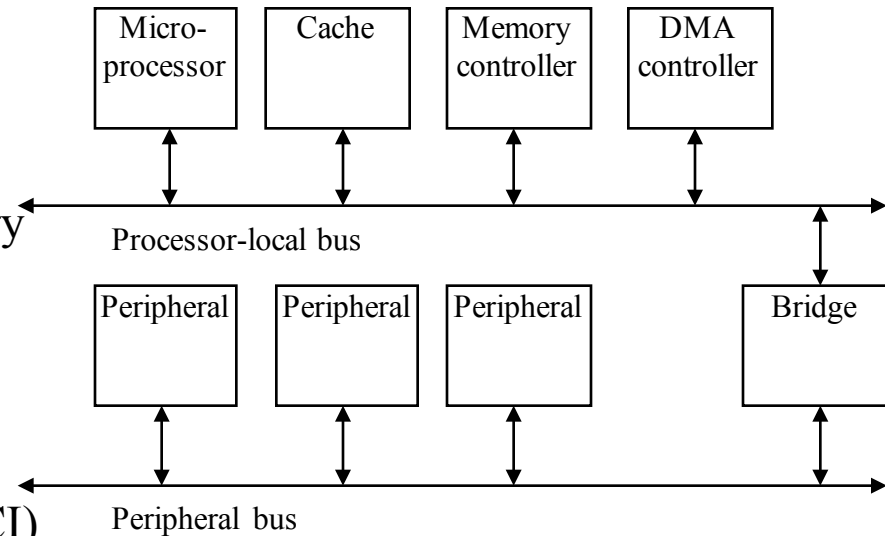 Micro-
processor
Cache
Memory
controller
DMA
controller
Processor-local bus
Peripheral
Peripheral
Peripheral
Bridge
Peripheral bus